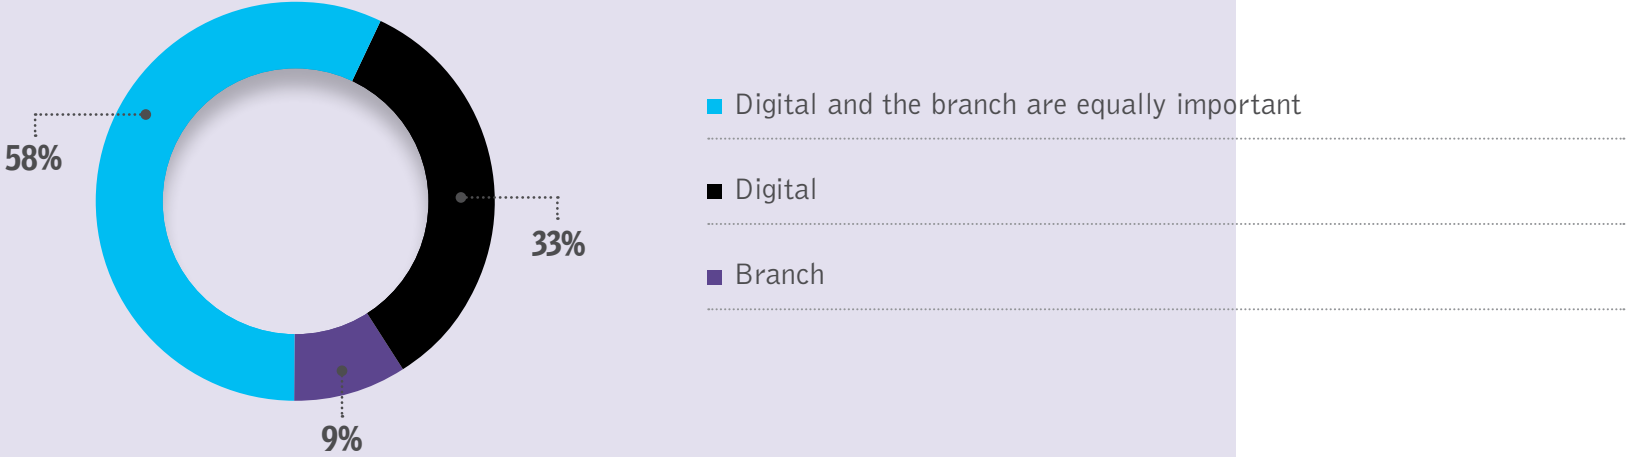 58%
33%
9%
Digital and the branch are equally important
Digital
Branch